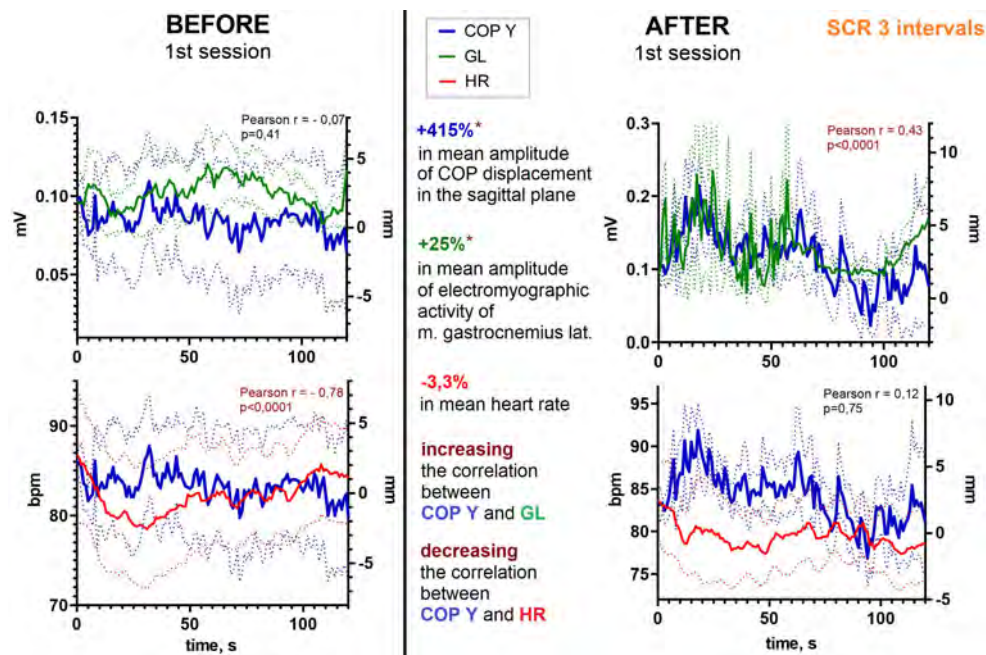 BEFORE
1st session
COP Y
GL
HR
AFTER
1st session
SCR 3 intervals
Pearson r = - 0,07
p=0,41
0.15
0.10
0.05
mV
5
0
-5
mm
0
50
100
+415%*
in mean amplitude
of COP displacement
in the sagittal plane
+25%*
in mean amplitude
of electromyographic
activity of
m. gastrocnemius lat.
-3,3%
in mean heart rate
increasing
the correlation
between
COP Y and GL
decreasing
the correlation
between
COP Y and HR
Pearson r = 0,43
p<0,0001
0.3
0.2
0.1
0.0
mV
10
5
0
mm
0
50
100
Pearson r = - 0,78
p<0,0001
90
80
70
bpm
5
0
-5
mm
0
50
100
time, s
Pearson r = 0,12
p=0,75
95
90
85
80
75
bpm
10
5
0
-5
mm
0
50
100
time, s